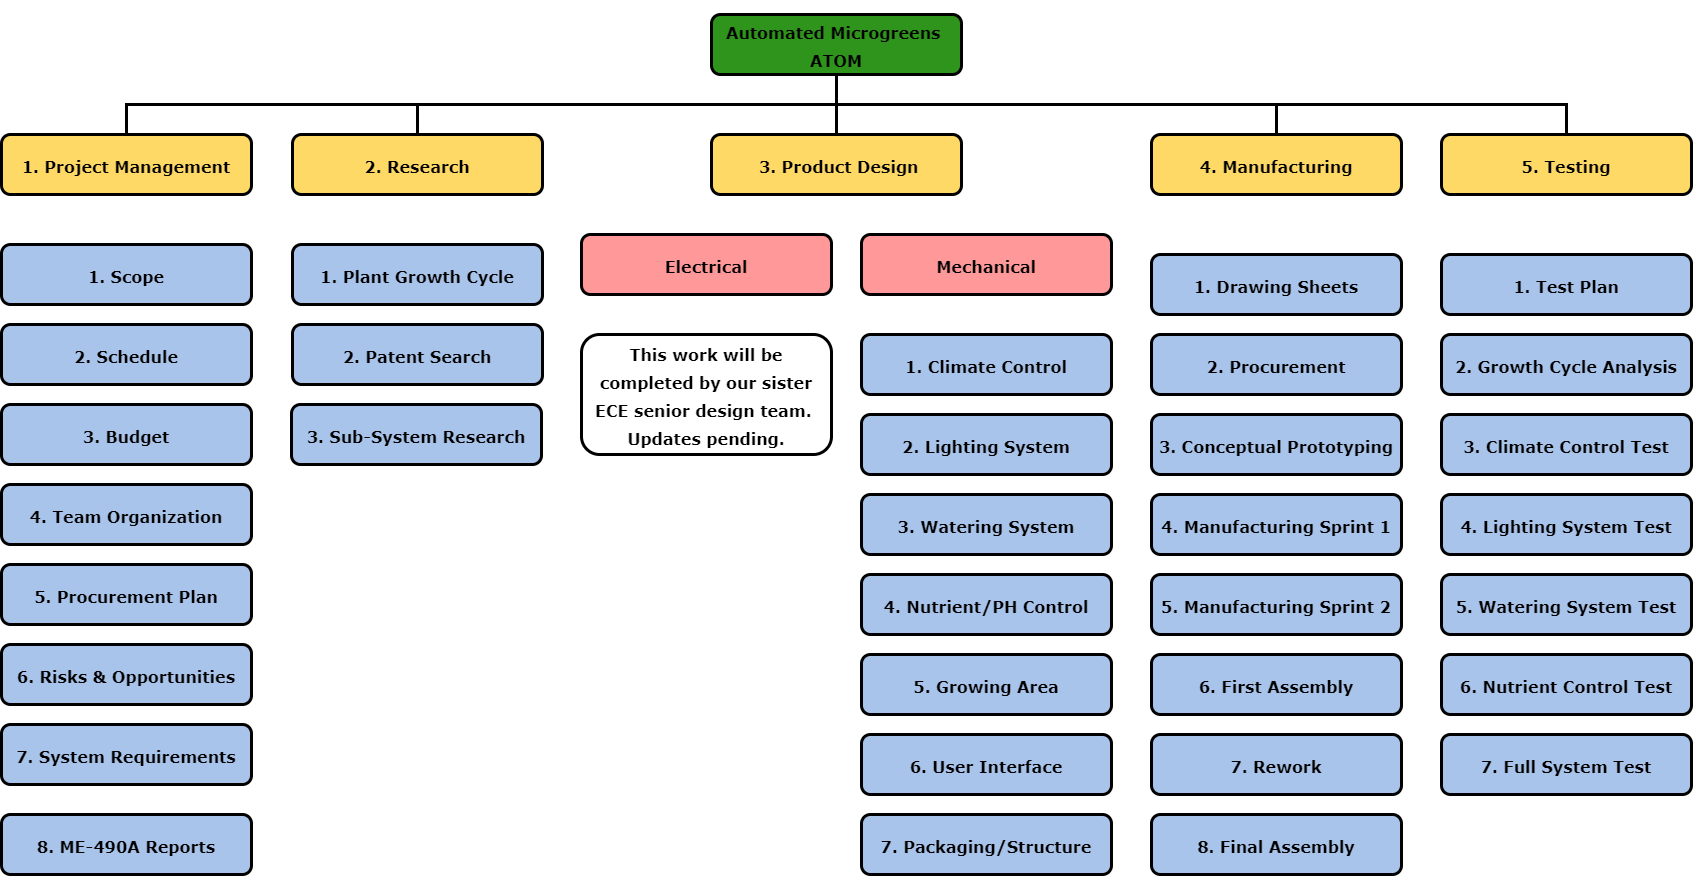 Automated Microgreens
ATOM
1. Project Management
2. Research
3. Product Design
4. Manufacturing
5. Testing
1. Scope
2. Schedule
3. Budget
4. Team Organization
5. Procurement Plan
6. Risks & Opportunities
7. System Requirements
8. ME-490A Reports
1. Plant Growth Cycle
2. Patent Search
3. Sub-System Research
Electrical
This work will be
completed by our sister
ECE senior design team.
Updates pending.
Mechanical
1. Climate Control
2. Lighting System
3. Watering System
4. Nutrient/PH Control
5. Growing Area
6. User Interface
7. Packaging/Structure
1. Drawing Sheets
2. Procurement
3. Conceptual Prototyping
4. Manufacturing Sprint 1
5. Manufacturing Sprint 2
6. First Assembly
7. Rework
8. Final Assembly
1. Test Plan
2. Growth Cycle Analysis
3. Climate Control Test
4. Lighting System Test
5. Watering System Test
6. Nutrient Control Test
7. Full System Test